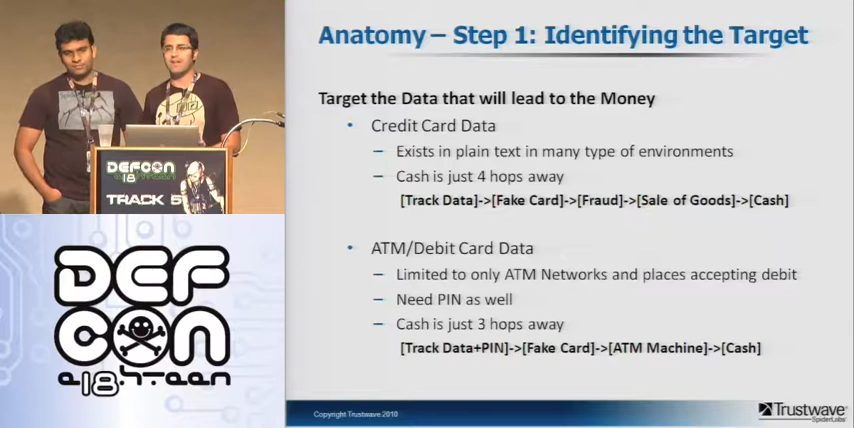 DEFCON
e18hteen
TRACK 5
DEF
CON
e18hteen
Anatomy – Step 1: Identifying the Target
Target the Data that will lead to the Money
• Credit Card Data
– Exists in plain text in many type of environments
– Cash is just 4 hops away
[Track Data]->[Fake Card]->[Fraud]->[Sale of Goods]->[Cash]
• ATM/Debit Card Data
– Limited to only ATM Networks and places accepting debit
– Need PIN as well
– Cash is just 3 hops away
[Track Data+PIN]->[Fake Card]->[ATM Machine]->[Cash]
Copyright Trustwave 2010
Trustwave
SpiderLabs